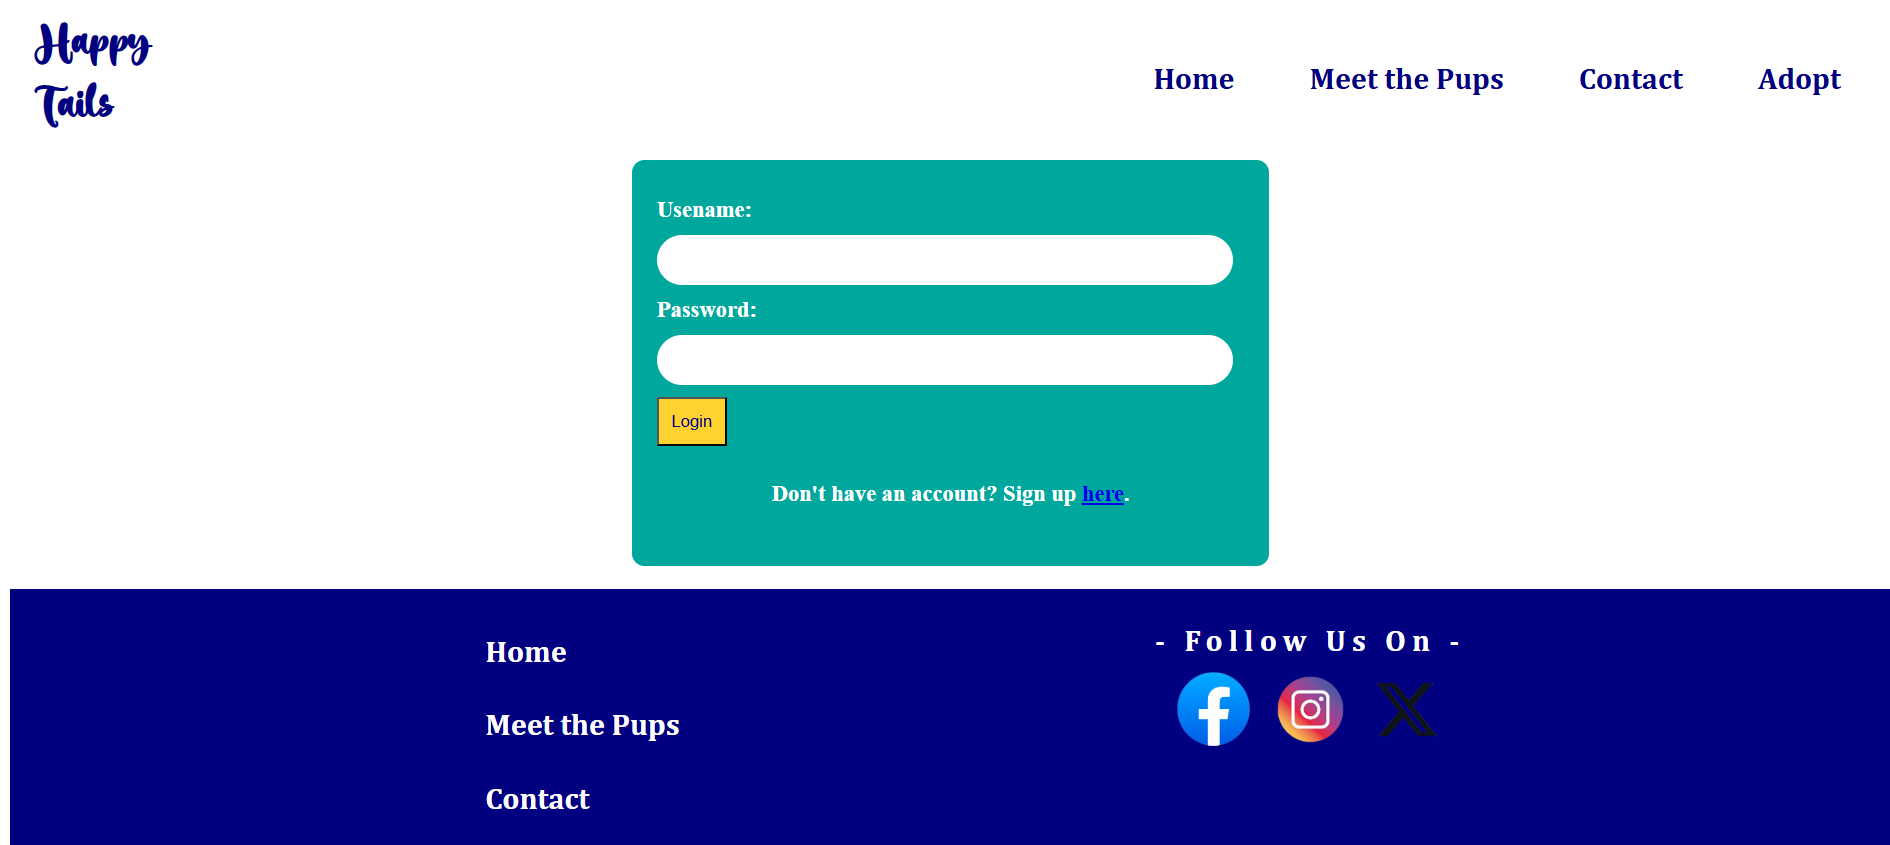 Happy
Tails
Home Meet the Pups Contact Adopt
Usename:
Password:
Login
Don't have an account? Sign up here.
Home
Meet the Pups
Contact
- Follow Us On -